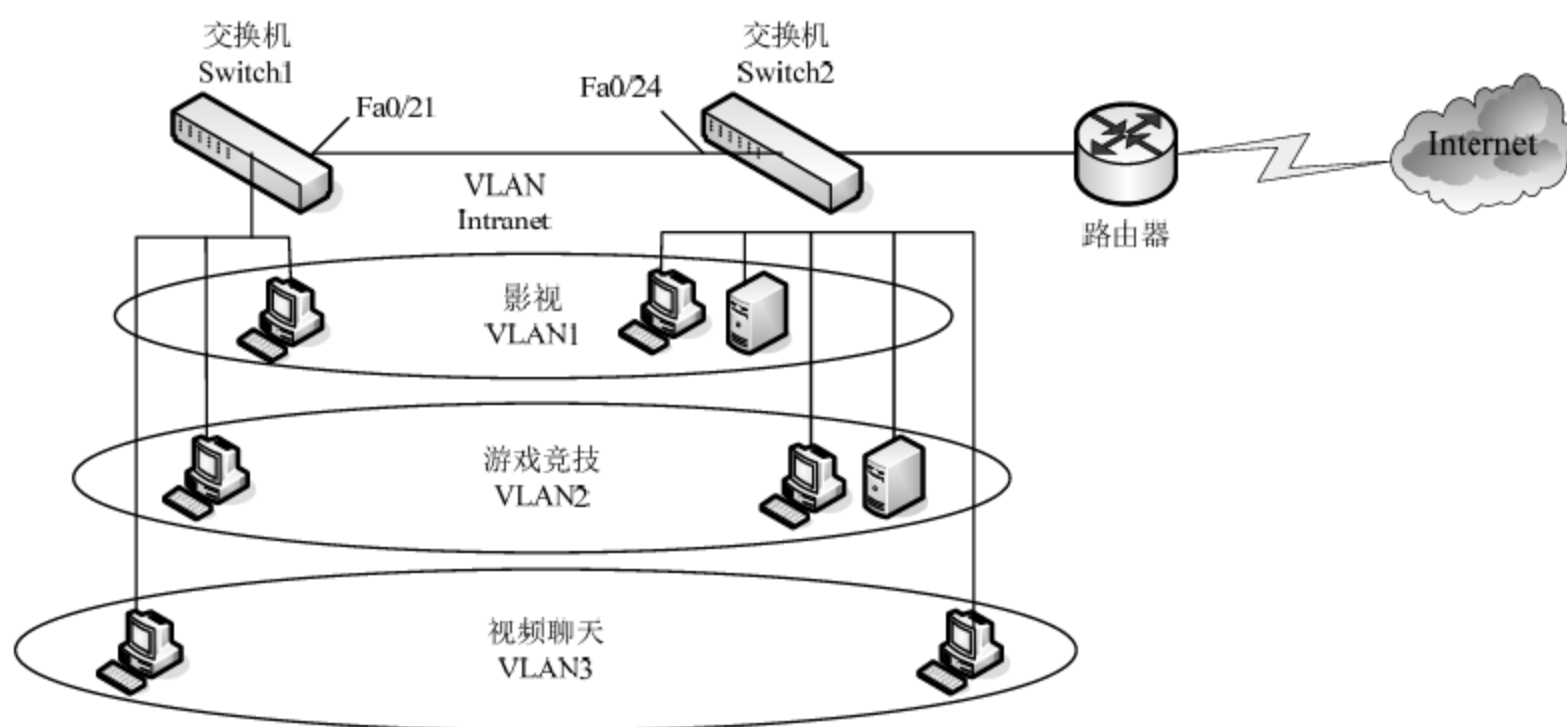 交换机
Switch1
Fa0/21
Fa0/24
交换机
Switch2
Internet
路由器
VLAN
Intranet
影视
VLAN1
游戏竞技
VLAN2
视频聊天
VLAN3